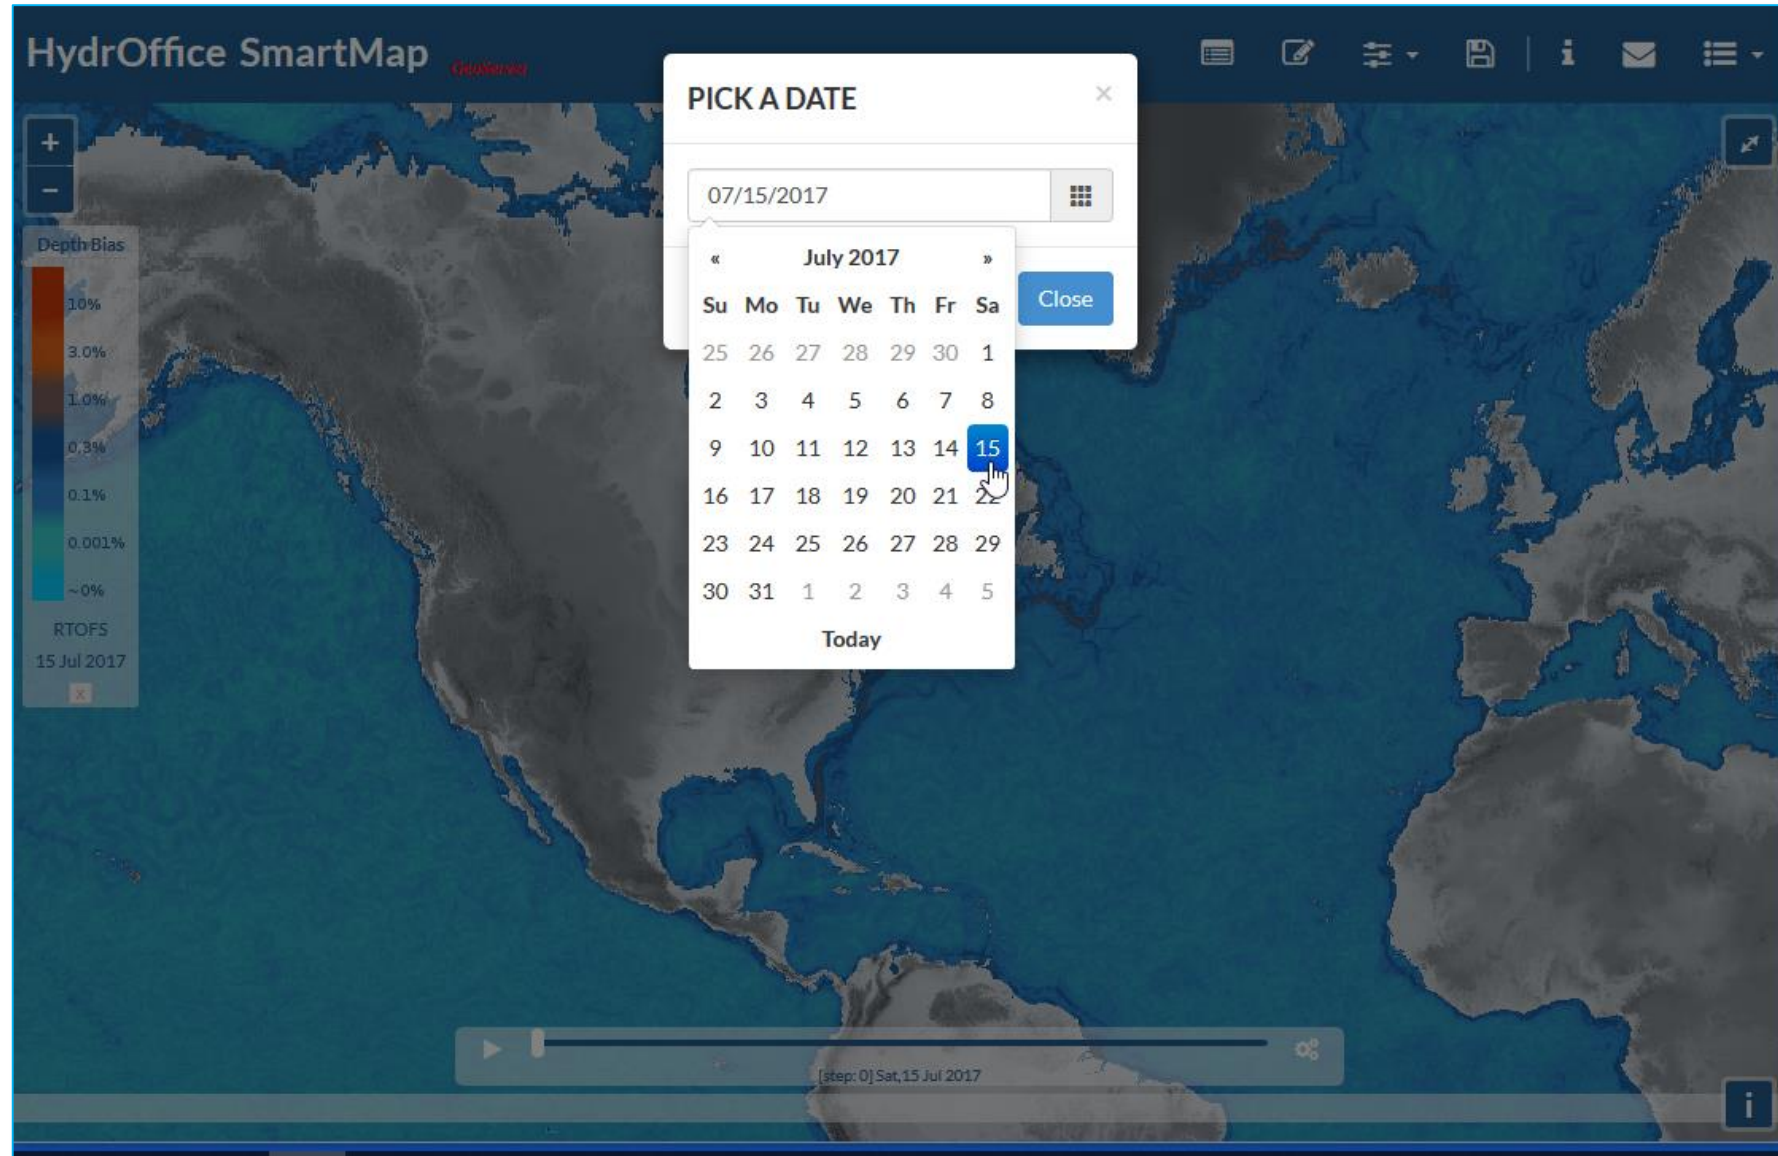 HydrOffice SmartMap
PICK A DATE
×
07/15/2017
« July 2017 »
Su Mo Tu We Th Fr Sa
25 26 27 28 29 30 1
2 3 4 5 6 7 8
9 10 11 12 13 14 15
16 17 18 19 20 21 22
23 24 25 26 27 28 29
30 31 1 2 3 4 5
Today
Close
+
−
Depth Bias
10%
3.0%
1.0%
0.3%
0.1%
0.001%
~0%
RTOFS
15 Jul 2017
x
[step: 0] Sat,15 Jul 2017
i